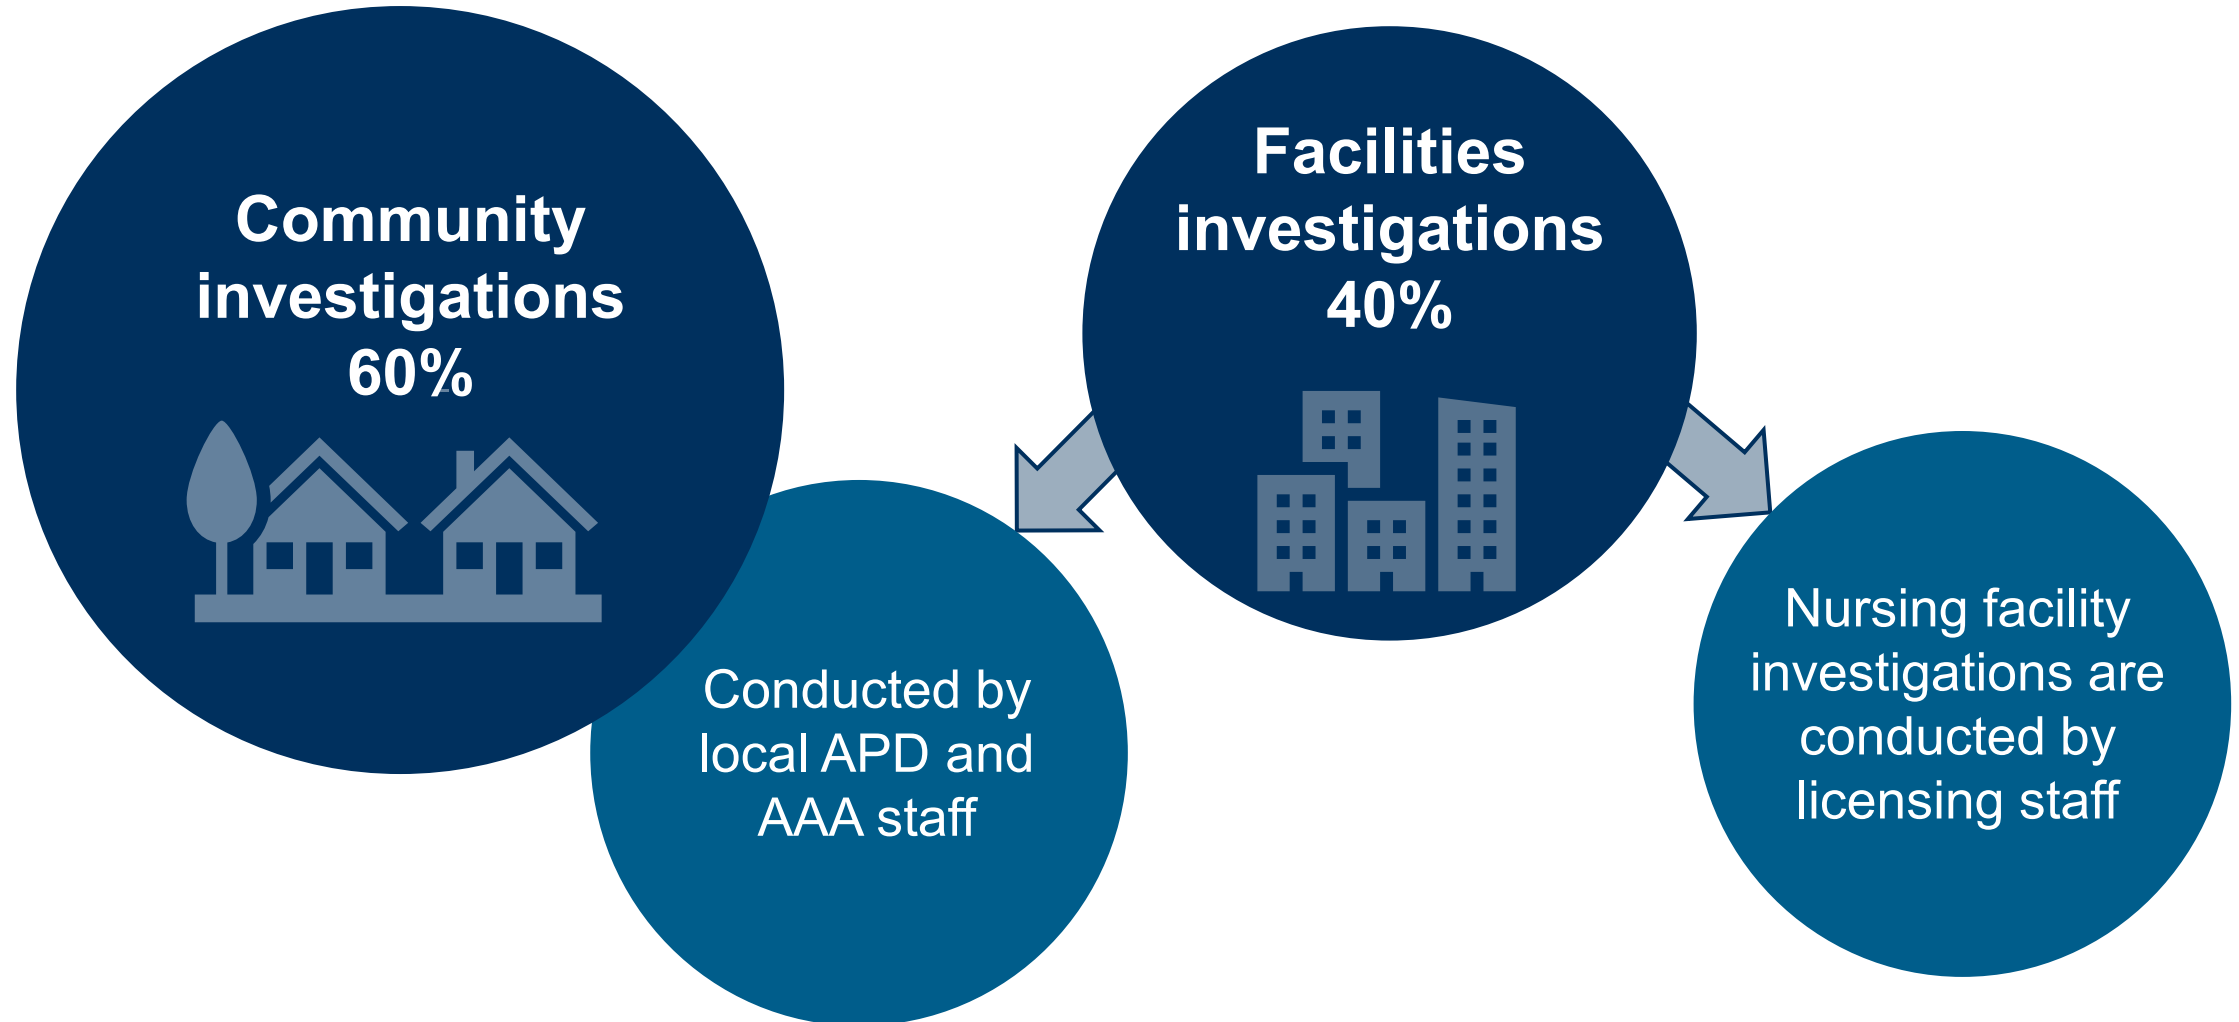 Community
investigations
60%
Facilities
investigations
40%
Conducted by
local APD and
AAA staff
Nursing facility
investigations are
conducted by
licensing staff